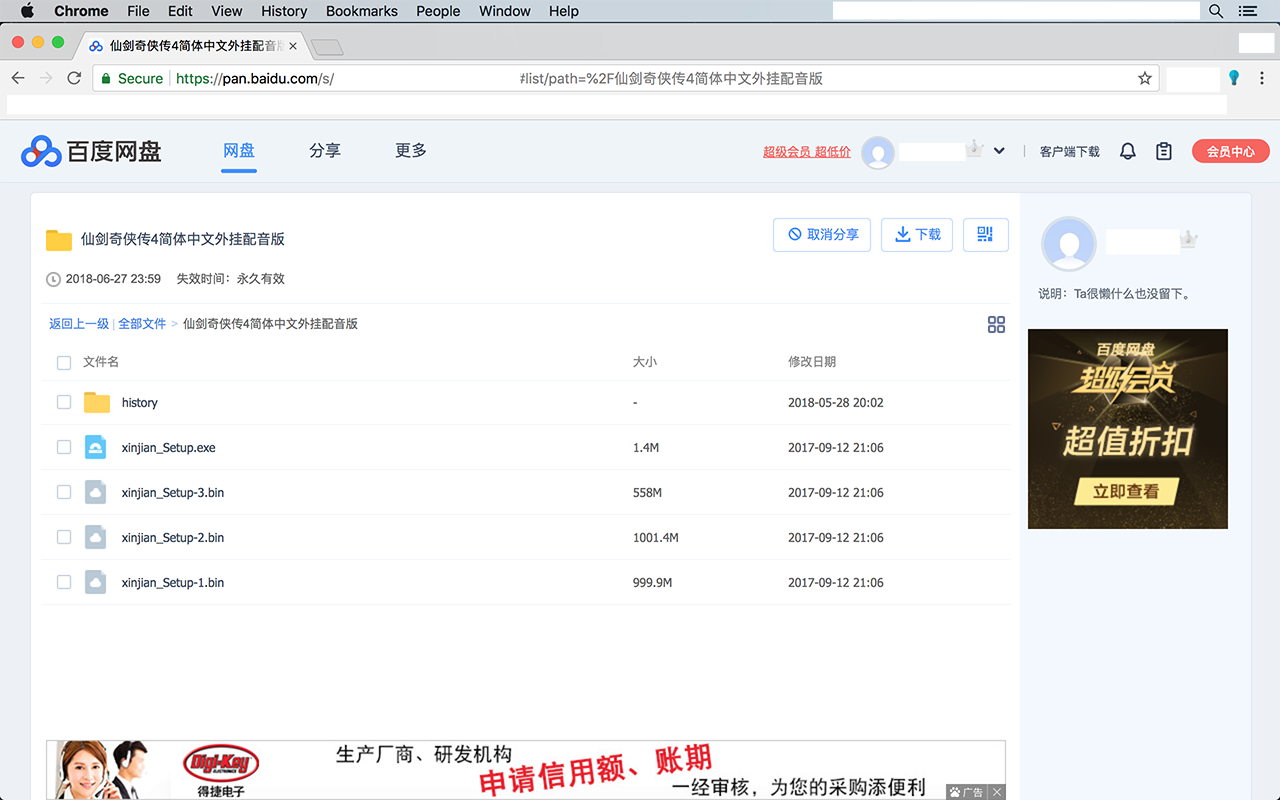 Chrome File Edit View History Bookmarks People Window Help
仙剑奇侠传4简体中文外挂配音
Secure https://pan.baidu.com/s/ #list/path=%2F仙剑奇侠传4简体中文外挂配音版
百度网盘 网盘 分享 更多 超级会员 超低价 客户端下载 会员中心
仙剑奇侠传4简体中文外挂配音版
取消分享 下载
2018-06-27 23:59 失效时间：永久有效
说明：Ta很懒什么也没留下。
返回上一级 | 全部文件 > 仙剑奇侠传4简体中文外挂配音版
文件名 大小 修改日期
history - 2018-05-28 20:02
xinjian_Setup.exe 1.4M 2017-09-12 21:06
xinjian_Setup-3.bin 558M 2017-09-12 21:06
xinjian_Setup-2.bin 1001.4M 2017-09-12 21:06
xinjian_Setup-1.bin 999.9M 2017-09-12 21:06
百度网盘
超级会员
超值折扣
立即查看
Digi-Key
ELECTRONICS
得捷电子
生产厂商、研发机构
申请信用额、账期
一经审核，为您的采购添便利
广告